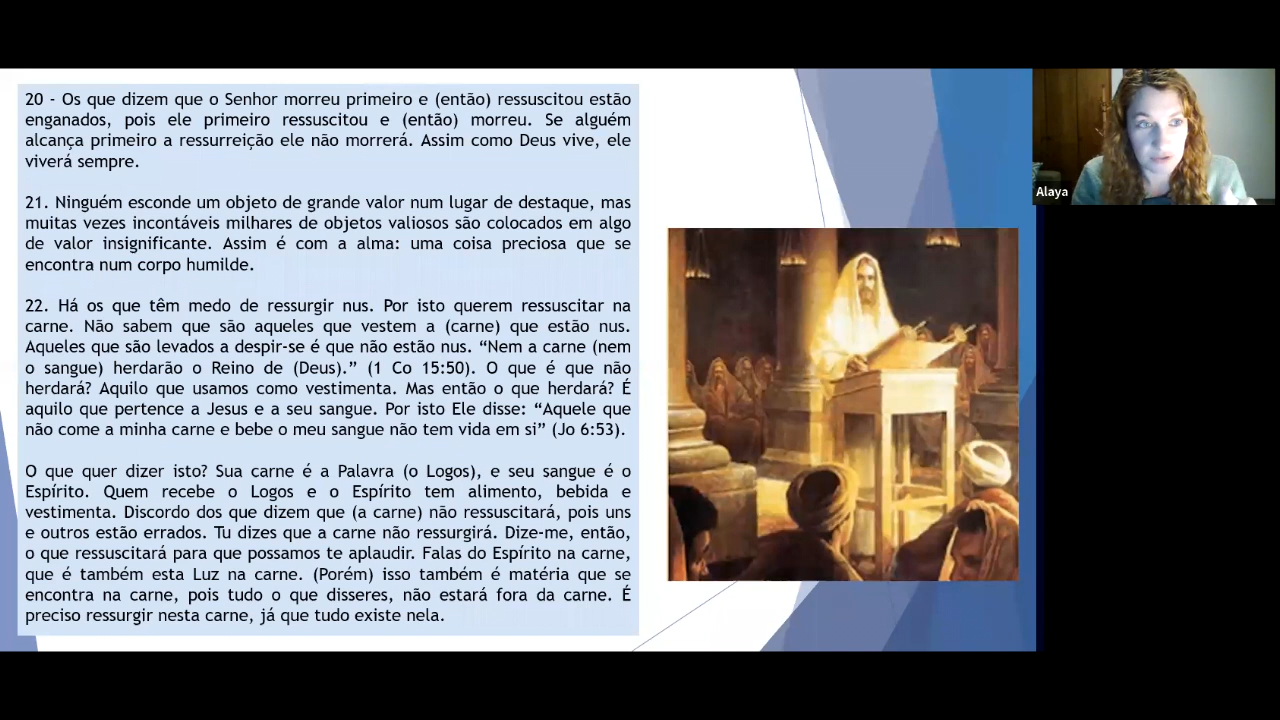 20 - Os que dizem que o Senhor morreu primeiro e (então) ressuscitou estão
enganados, pois ele primeiro ressuscitou e (então) morreu. Se alguém
alcança primeiro a ressurreição ele não morrerá. Assim como Deus vive, ele
viverá sempre.
21. Ninguém esconde um objeto de grande valor num lugar de destaque, mas
muitas vezes incontáveis milhares de objetos valiosos são colocados em algo
de valor insignificante. Assim é com a alma: uma coisa preciosa que se
encontra num corpo humilde.
22. Há os que têm medo de ressurgir nus. Por isto querem ressuscitar na
carne. Não sabem que são aqueles que vestem a (carne) que estão nus.
Aqueles que são levados a despir-se é que não estão nus. “Nem a carne (nem
o sangue) herdarão o Reino de (Deus).” (1 Co 15:50). O que é que não
herdará? Aquilo que usamos como vestimenta. Mas então o que herdará? É
aquilo que pertence a Jesus e a seu sangue. Por isto Ele disse: “Aquele que
não come a minha carne e bebe o meu sangue não tem vida em si” (Jo 6:53).
O que quer dizer isto? Sua carne é a Palavra (o Logos), e seu sangue é o
Espírito. Quem recebe o Logos e o Espírito tem alimento, bebida e
vestimenta. Discordo dos que dizem que (a carne) não ressuscitará, pois uns
e outros estão errados. Tu dizes que a carne não ressurgirá. Dize-me, então,
o que ressuscitará para que possamos te aplaudir. Falas do Espírito na carne,
que é também esta Luz na carne. (Porém) isso também é matéria que se
encontra na carne, pois tudo o que disseres, não estará fora da carne. É
preciso ressurgir nesta carne, já que tudo existe nela.
Alaya